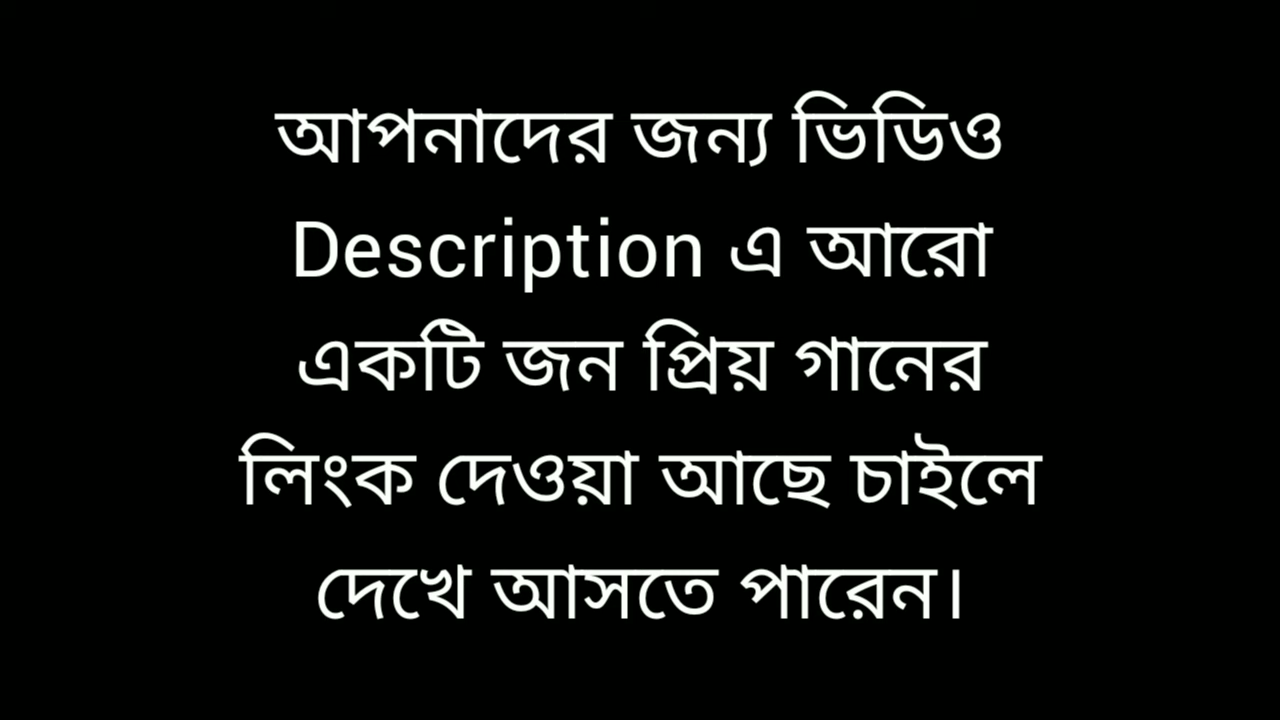 আপনাদের জন্য ভিডিও
Description এ আরো
একটি জন প্রিয় গানের
লিংক দেওয়া আছে চাইলে
দেখে আসতে পারেন।